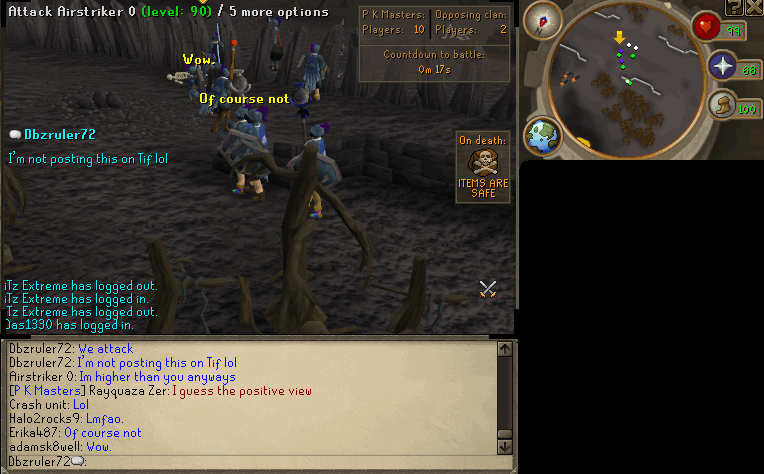 Attack Airstriker 0 (level: 90) / 5 more options
P K Masters: Opposing clan:
Players: 10 Players: 2
Countdown to battle:
0m 17s
N
99
68
100
Wow.
Of course not
Dbzruler72
I'm not posting this on Tif lol
On death:
ITEMS ARE
SAFE
iTz Extreme has logged out.
iTz Extreme has logged in.
Tz Extreme has logged out.
Jas1330 has logged in.
Dbzruler72: We attack
Dbzruler72: I'm not posting this on Tif lol
Airstriker 0: Im higher than you anyways
[P K Masters] Rayquaza Zer: I guess the positive view
Crash unit: Lol
Halo2rocks9: Lmfao.
Erika487: Of course not
adamsk8well: Wow.
Dbzruler72: